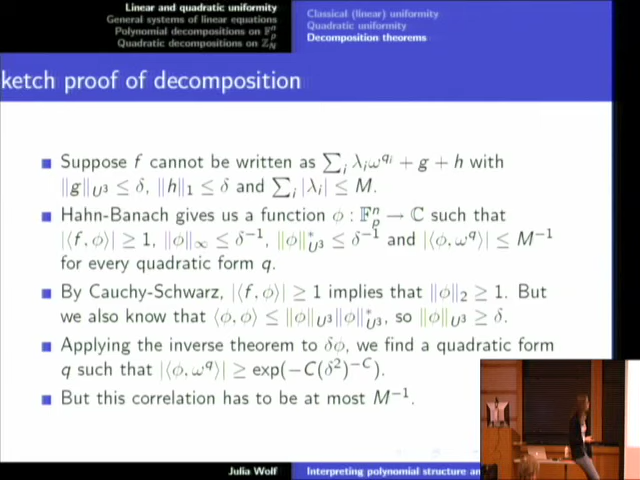 Linear and quadratic uniformity
General systems of linear equations
Polynomial decompositions on 𝔽ₚⁿ
Quadratic decompositions on ℤ_N
Classical (linear) uniformity
Quadratic uniformity
Decomposition theorems
ketch proof of decomposition
Suppose f cannot be written as ∑ᵢ λᵢω^{qᵢ} + g + h with
‖g‖_{U³} ≤ δ, ‖h‖₁ ≤ δ and ∑ᵢ |λᵢ| ≤ M.
Hahn-Banach gives us a function φ : 𝔽ₚⁿ → ℂ such that
|⟨f, φ⟩| ≥ 1, ‖φ‖_∞ ≤ δ⁻¹, ‖φ‖*_{U³} ≤ δ⁻¹ and |⟨φ, ω^q⟩| ≤ M⁻¹
for every quadratic form q.
By Cauchy-Schwarz, |⟨f, φ⟩| ≥ 1 implies that ‖φ‖₂ ≥ 1. But
we also know that ⟨φ, φ⟩ ≤ ‖φ‖_{U³}‖φ‖*_{U³}, so ‖φ‖_{U³} ≥ δ.
Applying the inverse theorem to δφ, we find a quadratic form
q such that |⟨φ, ω^q⟩| ≥ exp(−C(δ²)^{−C}).
But this correlation has to be at most M⁻¹.
Julia Wolf
Interpreting polynomial structure an